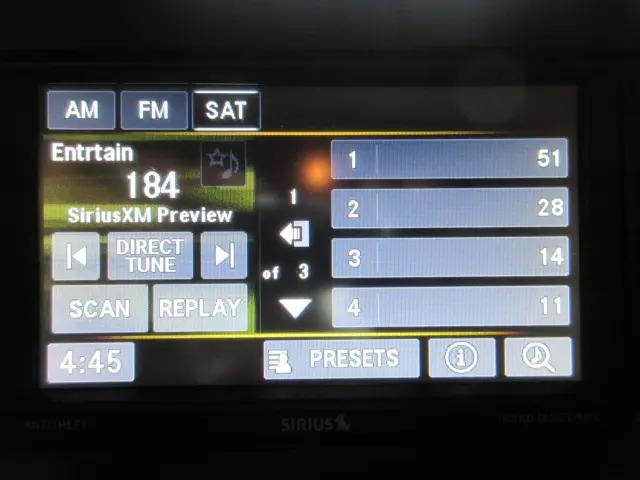 AM FM SAT
Entrtain
184
SiriusXM Preview
DIRECT
TUNE
SCAN REPLAY
1
of 3
1 51
2 28
3 14
4 11
4:45 PRESETS
ANTITHEFT SIRIUS